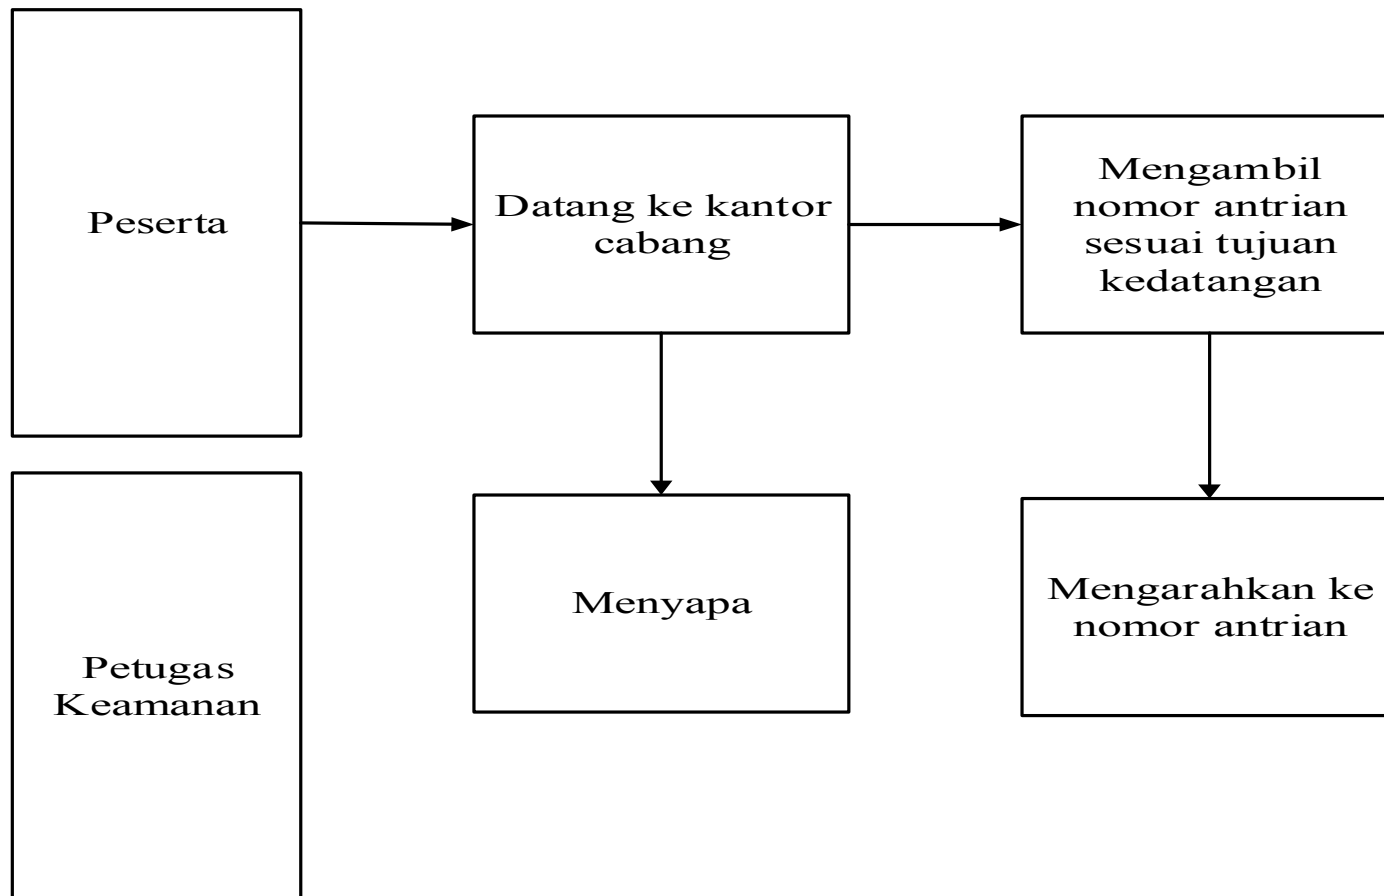 Peserta
Datang ke kantor
cabang
Mengambil
nomor antrian
sesuai tujuan
kedatangan
Petugas
Keamanan
Menyapa
Mengarahkan ke
nomor antrian